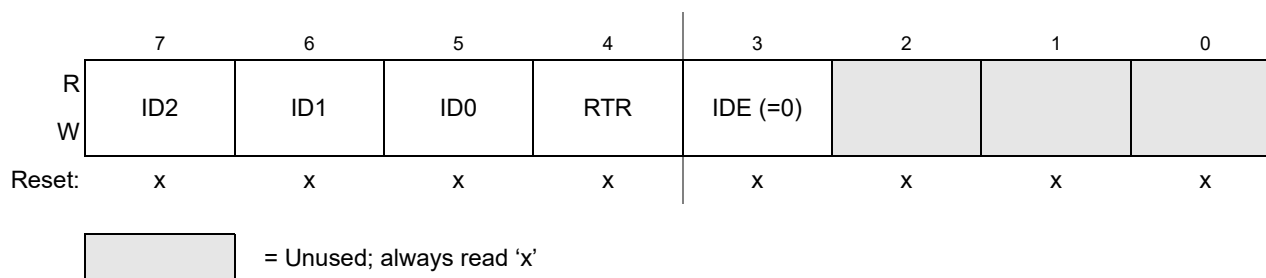 7 6 5 4 3 2 1 0
R
ID2 ID1 ID0 RTR IDE (=0)
W
Reset: x x x x x x x x
= Unused; always read ‘x’